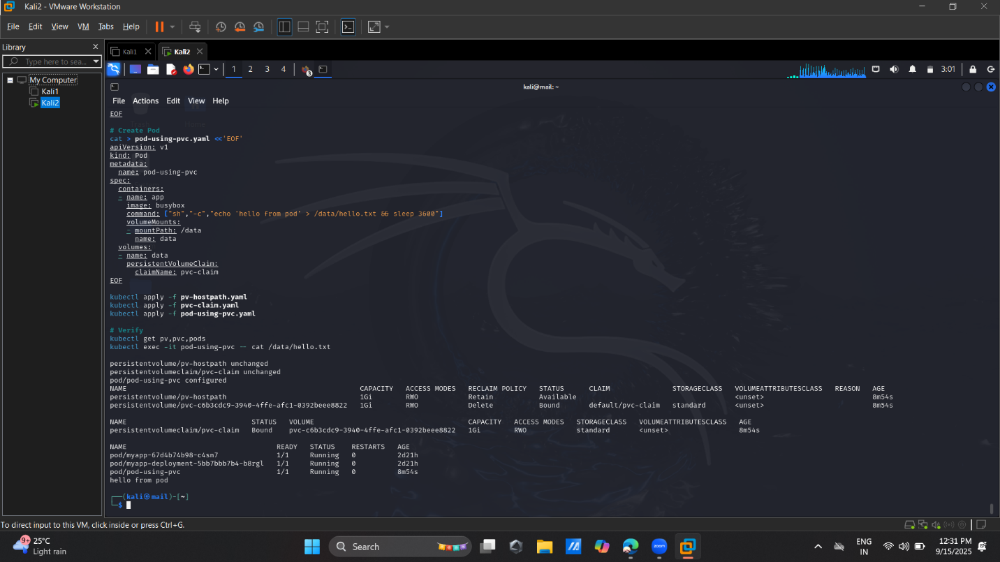 Kali2 - VMware Workstation
File Edit View VM Tabs Help
Library
Type here to sea...
My Computer
Kali1
Kali2
Kali1 Kali2
1 2 3 4 3 3:01
kali@mail: ~
File Actions Edit View Help
EOF
# Create Pod
cat > pod-using-pvc.yaml <<'EOF'
apiVersion: v1
kind: Pod
metadata:
  name: pod-using-pvc
spec:
  containers:
  - name: app
    image: busybox
    command: ["sh","-c","echo 'hello from pod' > /data/hello.txt && sleep 3600"]
    volumeMounts:
    - mountPath: /data
      name: data
  volumes:
  - name: data
    persistentVolumeClaim:
      claimName: pvc-claim
EOF
kubectl apply -f pv-hostpath.yaml
kubectl apply -f pvc-claim.yaml
kubectl apply -f pod-using-pvc.yaml
# Verify
kubectl get pv,pvc,pods
kubectl exec -it pod-using-pvc -- cat /data/hello.txt
persistentvolume/pv-hostpath unchanged
persistentvolumeclaim/pvc-claim unchanged
pod/pod-using-pvc configured
NAME CAPACITY ACCESS MODES RECLAIM POLICY STATUS CLAIM STORAGECLASS VOLUMEATTRIBUTESCLASS REASON AGE
persistentvolume/pv-hostpath 1Gi RWO Retain Available <unset> 8m54s
persistentvolume/pvc-c6b3cdc9-3940-4ffe-afc1-0392beee8822 1Gi RWO Delete Bound default/pvc-claim standard <unset> 8m54s
NAME STATUS VOLUME CAPACITY ACCESS MODES STORAGECLASS VOLUMEATTRIBUTESCLASS AGE
persistentvolumeclaim/pvc-claim Bound pvc-c6b3cdc9-3940-4ffe-afc1-0392beee8822 1Gi RWO standard <unset> 8m54s
NAME READY STATUS RESTARTS AGE
pod/myapp-67d4b74b98-c4sn7 1/1 Running 0 2d21h
pod/myapp-deployment-5bb7bbb7b4-b8rgl 1/1 Running 0 2d21h
pod/pod-using-pvc 1/1 Running 0 8m54s
hello from pod
┌──(kali㉿mail)-[~]
└─$
To direct input to this VM, click inside or press Ctrl+G.
9+ 25°C
Light rain
Search
zoom
ENG
IN
12:31 PM
9/15/2025